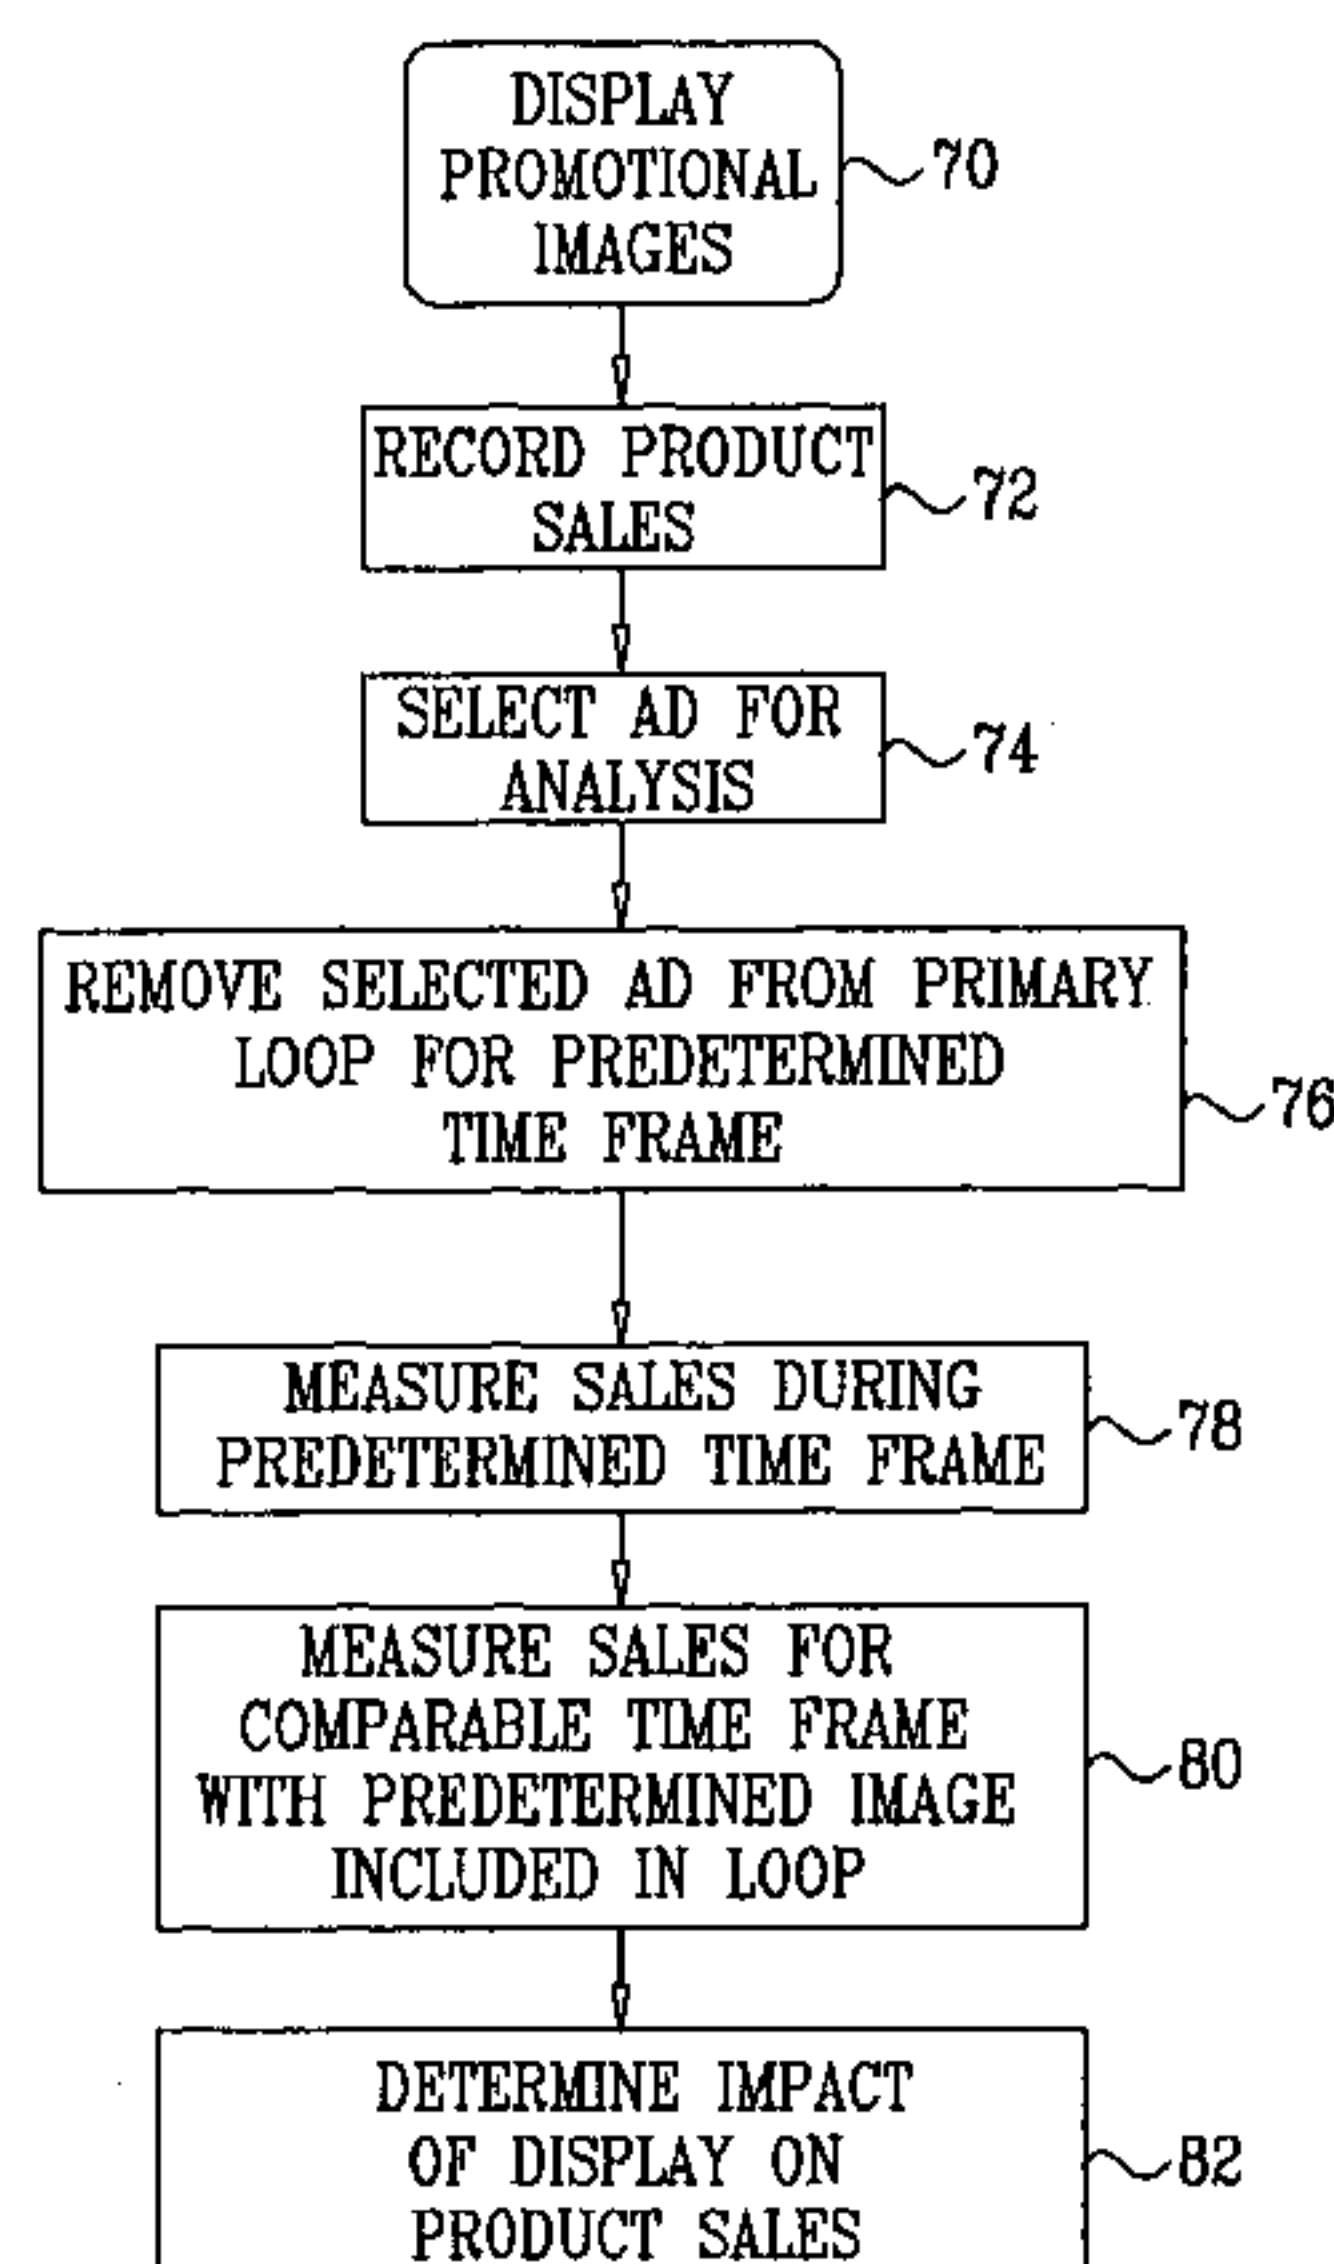 DISPLAY
PROMOTIONAL
IMAGES
70
RECORD PRODUCT
SALES
72
SELECT AD FOR
ANALYSIS
74
REMOVE SELECTED AD FROM PRIMARY
LOOP FOR PREDETERMINED
TIME FRAME
76
MEASURE SALES DURING
PREDETERMINED TIME FRAME
78
MEASURE SALES FOR
COMPARABLE TIME FRAME
WITH PREDETERMINED IMAGE
INCLUDED IN LOOP
80
DETERMINE IMPACT
OF DISPLAY ON
PRODUCT SALES
82